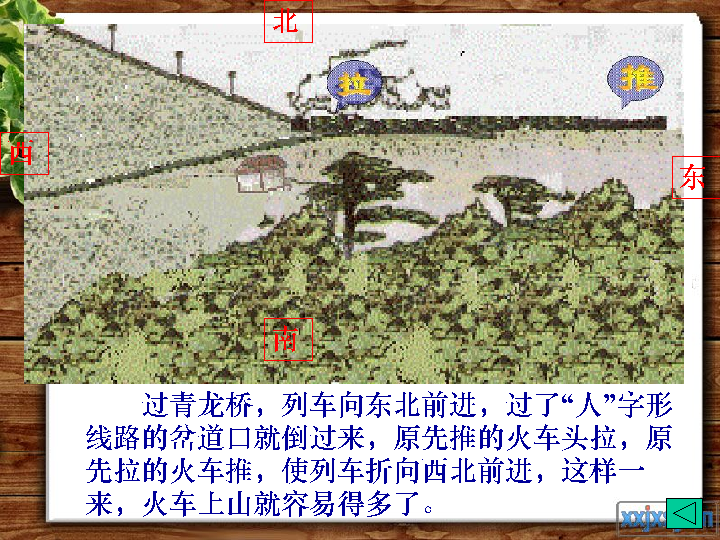 北
拉
推
西
东
南
过青龙桥，列车向东北前进，过了“人”字形
线路的岔道口就倒过来，原先推的火车头拉，原
先拉的火车推，使列车折向西北前进，这样一
来，火车上山就容易得多了。